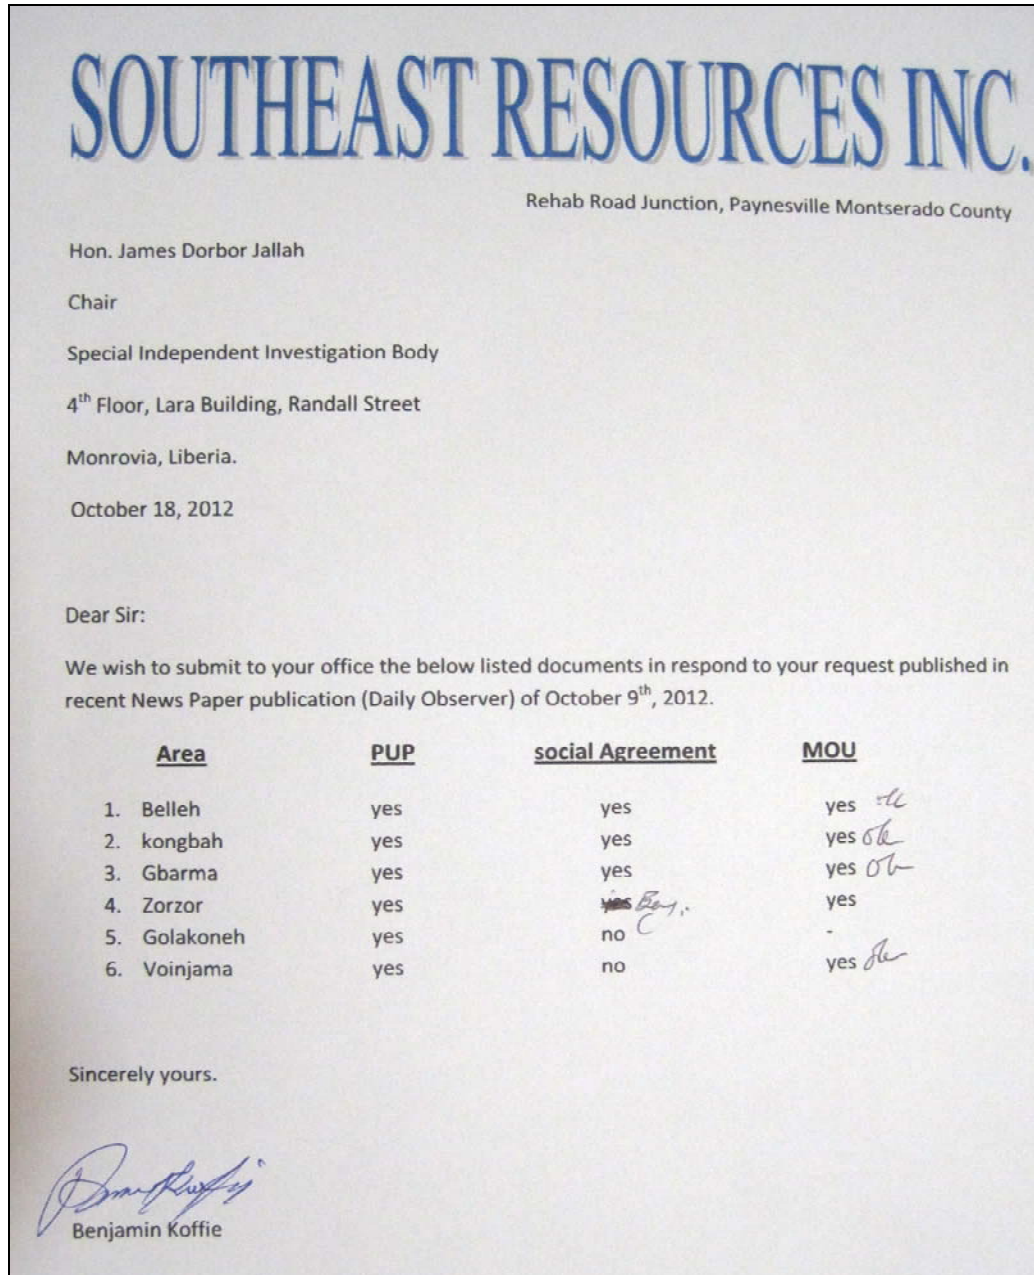 SOUTHEAST RESOURCES INC.
Rehab Road Junction, Paynesville Montserado County
Hon. James Dorbor Jallah
Chair
Special Independent Investigation Body
4th Floor, Lara Building, Randall Street
Monrovia, Liberia.
October 18, 2012
Dear Sir:
We wish to submit to your office the below listed documents in respond to your request published in
recent News Paper publication (Daily Observer) of October 9th, 2012.
Area PUP social Agreement MOU
1. Belleh yes yes yes
2. kongbah yes yes yes ok
3. Gbarma yes yes yes ok
4. Zorzor yes yes yes
5. Golakoneh yes no -
6. Voinjama yes no yes
Sincerely yours.
Benjamin Koffie